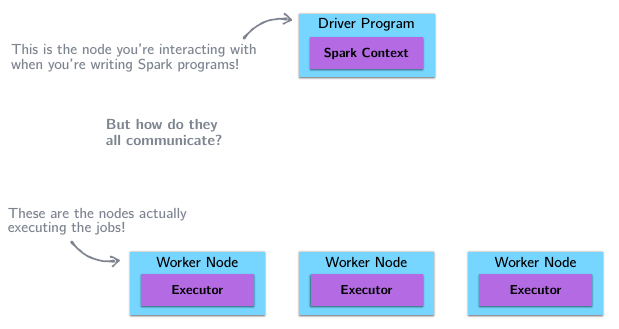 Driver Program
Spark Context
This is the node you're interacting with
when you're writing Spark programs!
But how do they
all communicate?
These are the nodes actually
executing the jobs!
Worker Node
Executor
Worker Node
Executor
Worker Node
Executor